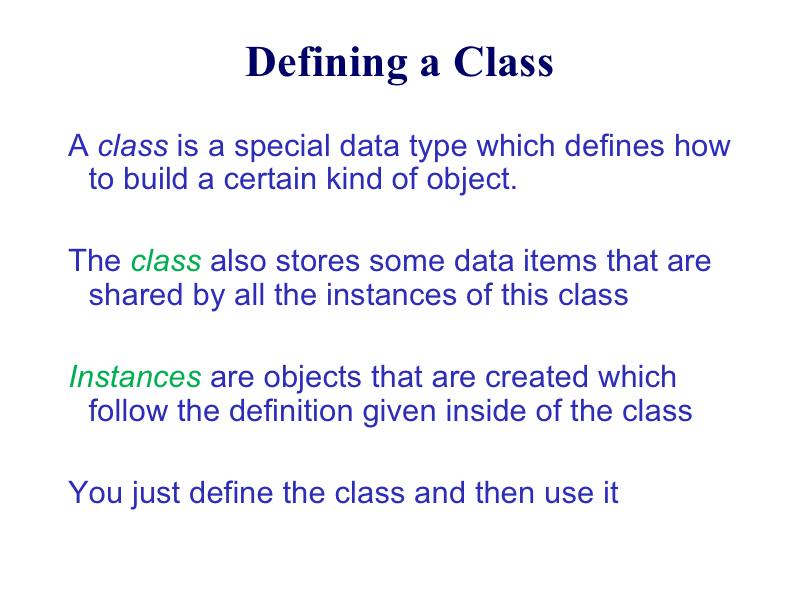 Defining a Class
A class is a special data type which defines how
to build a certain kind of object.
The class also stores some data items that are
shared by all the instances of this class
Instances are objects that are created which
follow the definition given inside of the class
You just define the class and then use it